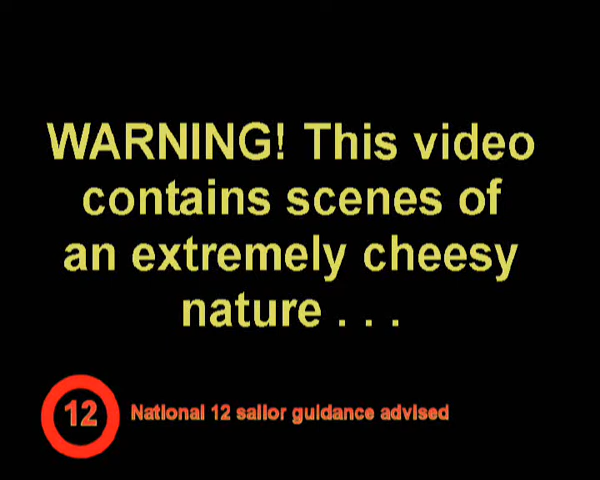 WARNING! This video
contains scenes of
an extremely cheesy
nature . . .
12
National 12 sailor guidance advised